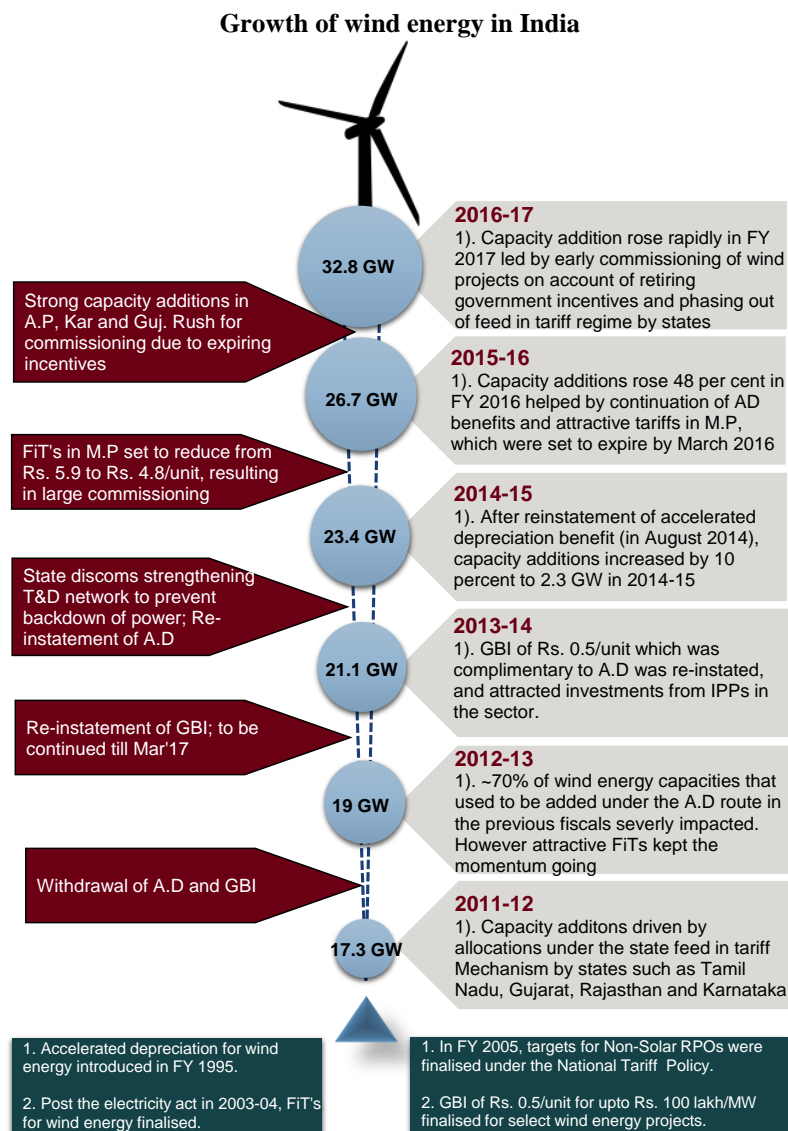 Growth of wind energy in India
32.8 GW
2016-17
1). Capacity addition rose rapidly in FY
2017 led by early commissioning of wind
projects on account of retiring
government incentives and phasing out
of feed in tariff regime by states
Strong capacity additions in
A.P, Kar and Guj. Rush for
commissioning due to expiring
incentives
26.7 GW
2015-16
1). Capacity additions rose 48 per cent in
FY 2016 helped by continuation of AD
benefits and attractive tariffs in M.P,
which were set to expire by March 2016
FiT's in M.P set to reduce from
Rs. 5.9 to Rs. 4.8/unit, resulting
in large commissioning
23.4 GW
2014-15
1). After reinstatement of accelerated
depreciation benefit (in August 2014),
capacity additions increased by 10
percent to 2.3 GW in 2014-15
State discoms strengthening
T&D network to prevent
backdown of power; Re-
instatement of A.D
21.1 GW
2013-14
1). GBI of Rs. 0.5/unit which was
complimentary to A.D was re-instated,
and attracted investments from IPPs in
the sector.
Re-instatement of GBI; to be
continued till Mar'17
19 GW
2012-13
1). ~70% of wind energy capacities that
used to be added under the A.D route in
the previous fiscals severly impacted.
However attractive FiTs kept the
momentum going
Withdrawal of A.D and GBI
17.3 GW
2011-12
1). Capacity additons driven by
allocations under the state feed in tariff
Mechanism by states such as Tamil
Nadu, Gujarat, Rajasthan and Karnataka
1. Accelerated depreciation for wind
energy introduced in FY 1995.
2. Post the electricity act in 2003-04, FiT's
for wind energy finalised.
1. In FY 2005, targets for Non-Solar RPOs were
finalised under the National Tariff Policy.
2. GBI of Rs. 0.5/unit for upto Rs. 100 lakh/MW
finalised for select wind energy projects.